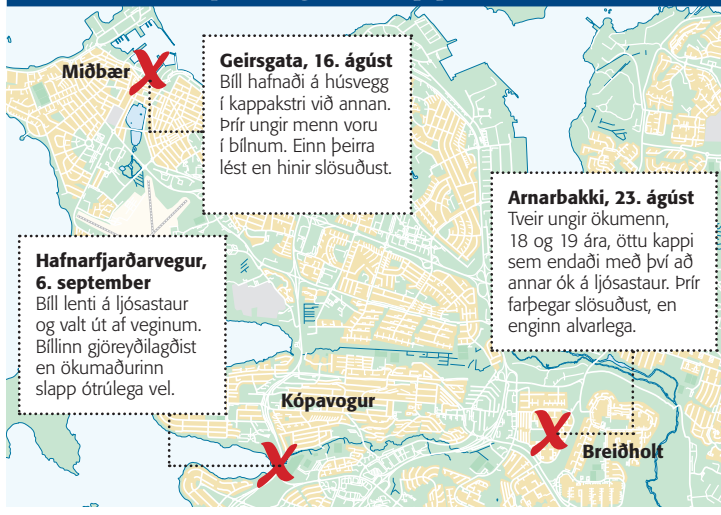 Miðbær
Geirsgata, 16. ágúst
Bíll hafnaði á húsvegg
í kappakstri við annan.
Þrír ungir menn voru
í bílnum. Einn þeirra
lést en hinir slösuðust.
Arnarbakki, 23. ágúst
Tveir ungir ökumenn,
18 og 19 ára, öttu kappi
sem endaði með því að
annar ók á ljósastaur. Þrír
farþegar slösuðust, en
enginn alvarlega.
Hafnarfjarðarvegur,
6. september
Bíll lenti á ljósastaur
og valt út af veginum.
Bíllinn gjöreyðilagðist
en ökumaðurinn
slapp ótrúlega vel.
Kópavogur
Breiðholt